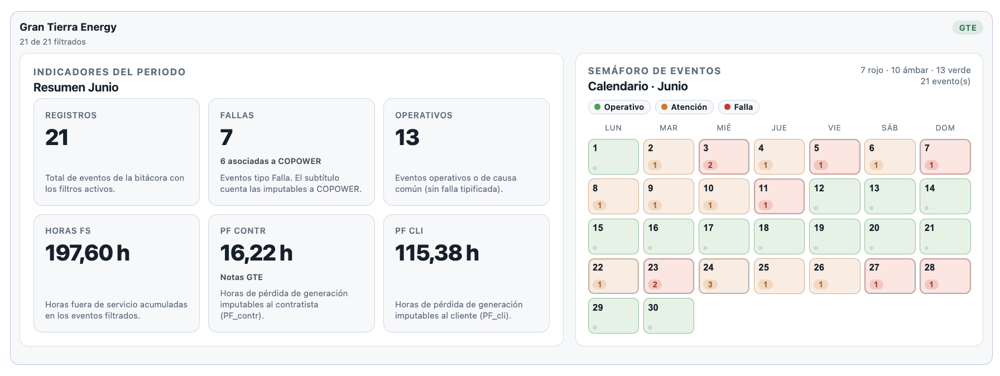 Gran Tierra Energy
GTE
21 de 21 filtrados
INDICADORES DEL PERIODO
Resumen Junio
REGISTROS
21
Total de eventos de la bitácora con
los filtros activos.
FALLAS
7
6 asociadas a COPOWER
Eventos tipo Falla. El subtítulo
cuenta las imputables a COPOWER.
OPERATIVOS
13
Eventos operativos o de causa
común (sin falla tipificada).
HORAS FS
197,60 h
Horas fuera de servicio acumuladas
en los eventos filtrados.
PF CONTR
16,22 h
Notas GTE
Horas de pérdida de generación
imputables al contratista
(PF_contr).
PF CLI
115,38 h
Horas de pérdida de generación
imputables al cliente (PF_cli).
SEMÁFORO DE EVENTOS
Calendario · Junio
7 rojo · 10 ámbar · 13 verde
21 evento(s)
Operativo Atención Falla
LUN MAR MIÉ JUE VIE SÁB DOM
1 2 3 4 5 6 7
1 2 1 1 1 1
8 9 10 11 12 13 14
1 1 1 1
15 16 17 18 19 20 21
22 23 24 25 26 27 28
1 2 3 1 1 1 1
29 30